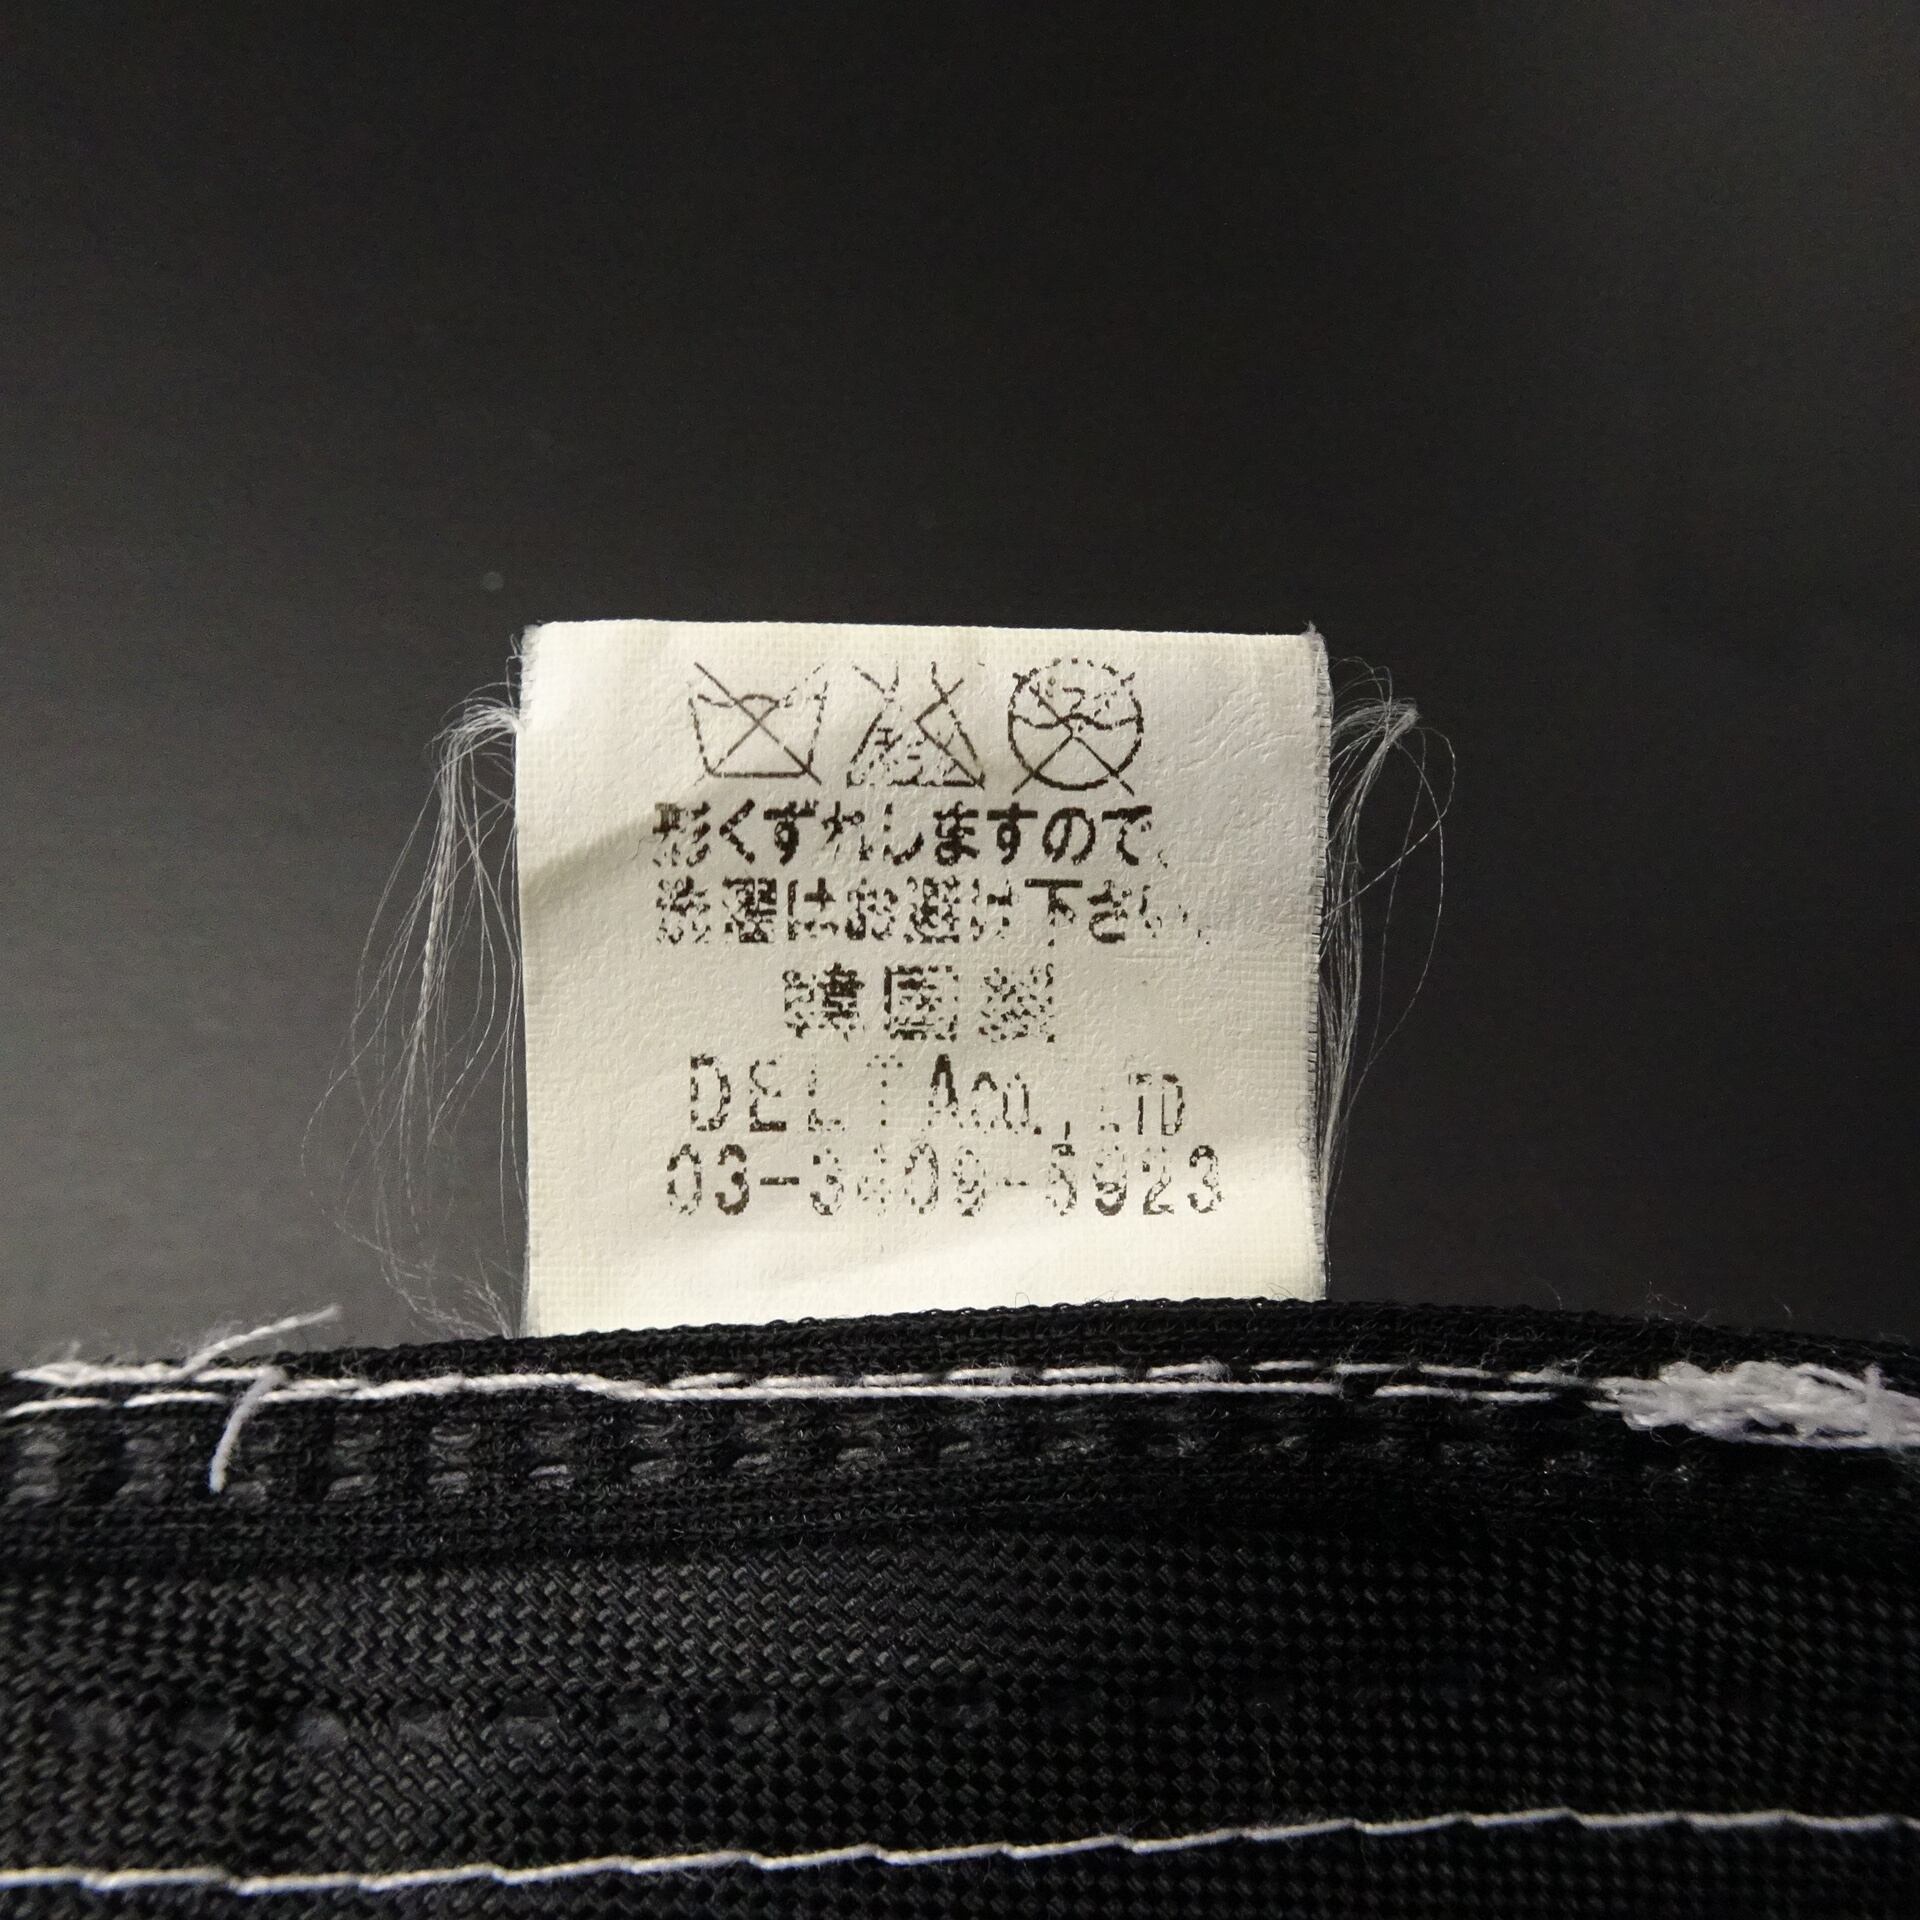 形くずれしますので、
洗濯はお避け下さい。
韓国製
DELTA CO., LTD
03-3409-5923